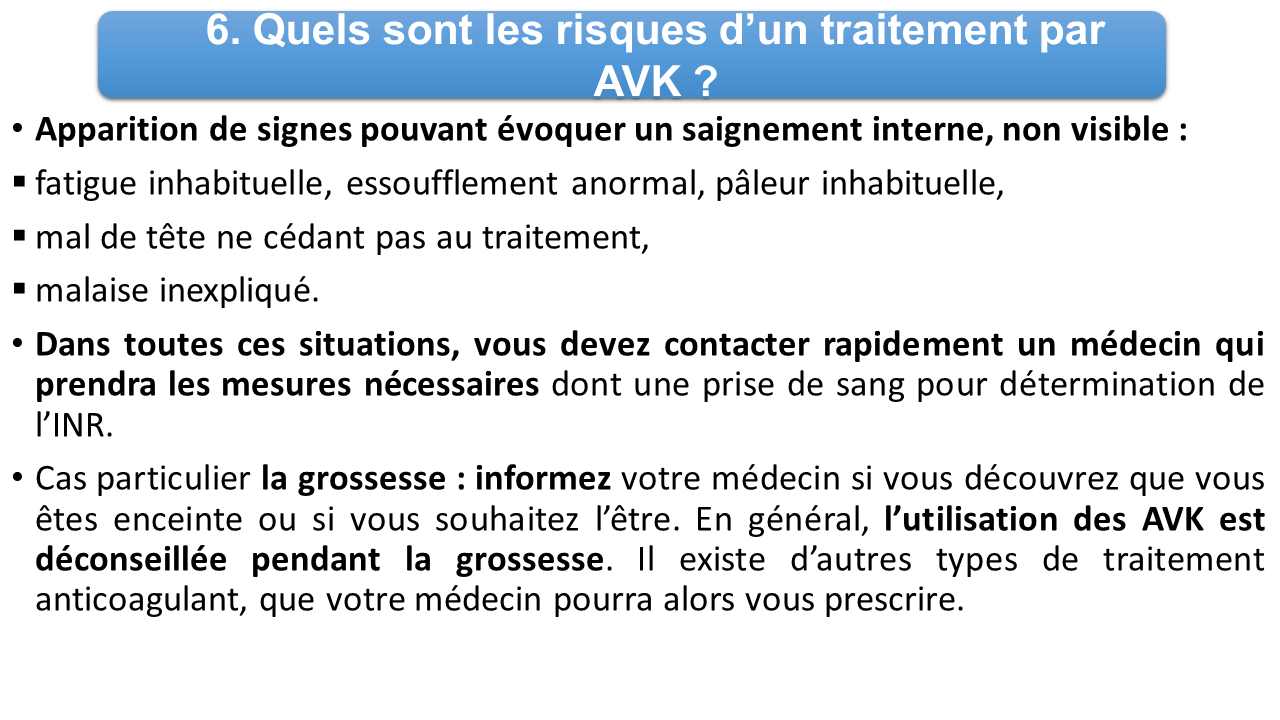 6. Quels sont les risques d’un traitement par
AVK ?
• Apparition de signes pouvant évoquer un saignement interne, non visible :
▪ fatigue inhabituelle, essoufflement anormal, pâleur inhabituelle,
▪ mal de tête ne cédant pas au traitement,
▪ malaise inexpliqué.
• Dans toutes ces situations, vous devez contacter rapidement un médecin qui
prendra les mesures nécessaires dont une prise de sang pour détermination de
l’INR.
• Cas particulier la grossesse : informez votre médecin si vous découvrez que vous
êtes enceinte ou si vous souhaitez l’être. En général, l’utilisation des AVK est
déconseillée pendant la grossesse. Il existe d’autres types de traitement
anticoagulant, que votre médecin pourra alors vous prescrire.